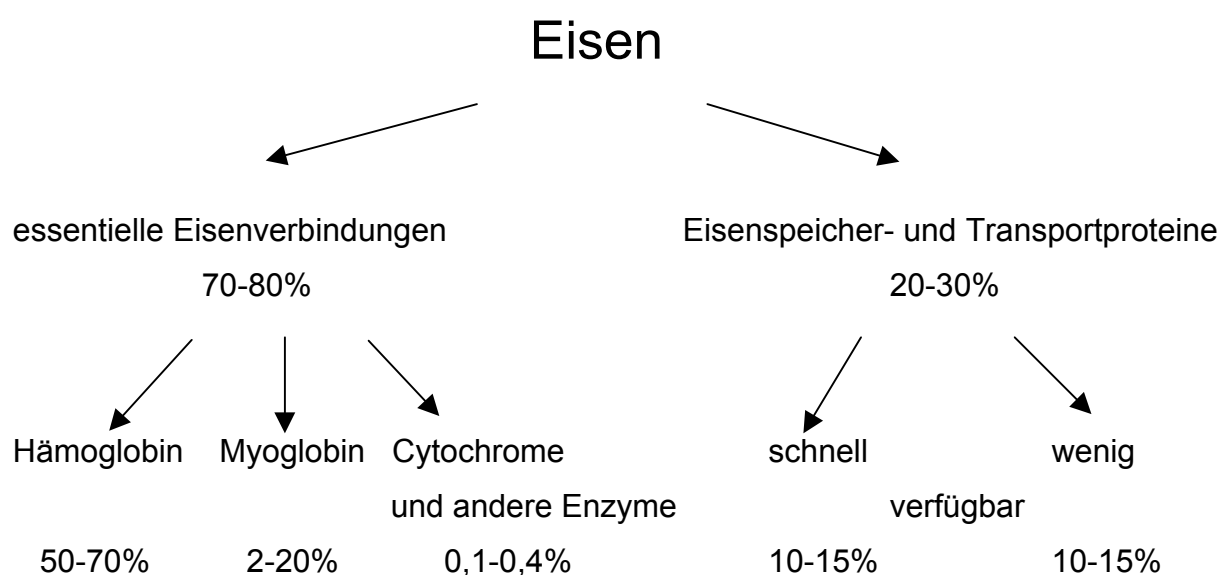 Eisen
essentielle Eisenverbindungen Eisenspeicher- und Transportproteine
70-80% 20-30%
Hämoglobin Myoglobin Cytochrome schnell wenig
und andere Enzyme verfügbar
50-70% 2-20% 0,1-0,4% 10-15% 10-15%